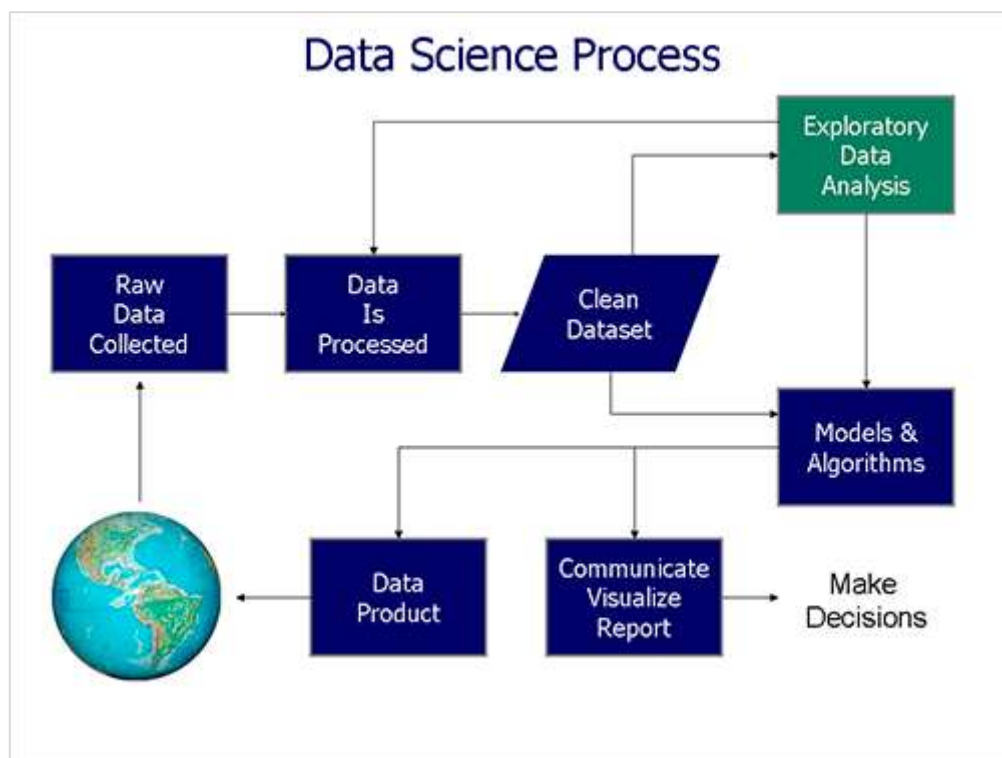 Data Science Process
Exploratory
Data
Analysis
Raw
Data
Collected
Data
Is
Processed
Clean
Dataset
Models &
Algorithms
Data
Product
Communicate
Visualize
Report
Make
Decisions